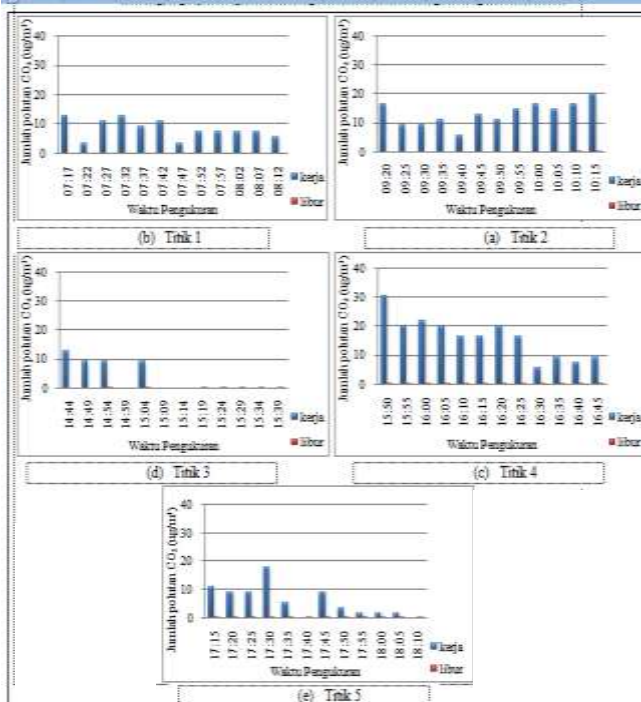 Jumlah polutan CO₂ (ug/m³)
40
30
20
10
0
07:17 07:22 07:27 07:32 07:37 07:42 07:47 07:52 07:57 08:02 08:07 08:12
kerja
libur
Waktu Pengukuran
(b) Titik 1
Jumlah polutan CO₂ (ug/m³)
40
30
20
10
0
09:20 09:25 09:30 09:35 09:40 09:45 09:50 09:55 10:00 10:05 10:10 10:15
kerja
libur
Waktu Pengukuran
(a) Titik 2
Jumlah polutan CO₂ (ug/m³)
40
30
20
10
0
14:44 14:49 14:54 14:59 15:04 15:09 15:14 15:19 15:24 15:29 15:34 15:39
kerja
libur
Waktu Pengukuran
(d) Titik 3
Jumlah polutan CO₂ (ug/m³)
40
30
20
10
0
15:50 15:55 16:00 16:05 16:10 16:15 16:20 16:25 16:30 16:35 16:40 16:45
kerja
libur
Waktu Pengukuran
(c) Titik 4
Jumlah polutan CO₂ (ug/m³)
40
30
20
10
0
17:15 17:20 17:25 17:30 17:35 17:40 17:45 17:50 17:55 18:00 18:05 18:10
kerja
libur
Waktu Pengukuran
(e) Titik 5